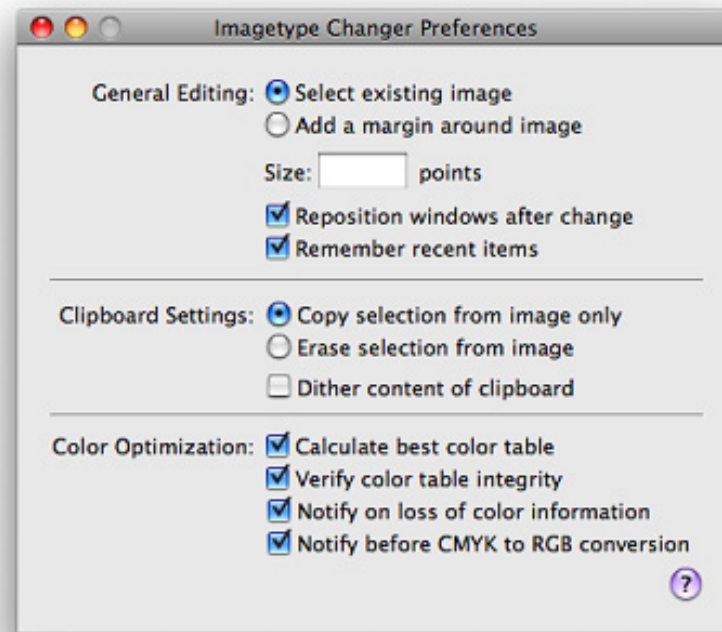 Imagetype Changer Preferences
General Editing: Select existing image
Add a margin around image
Size: points
Reposition windows after change
Remember recent items
Clipboard Settings: Copy selection from image only
Erase selection from image
Dither content of clipboard
Color Optimization: Calculate best color table
Verify color table integrity
Notify on loss of color information
Notify before CMYK to RGB conversion
?